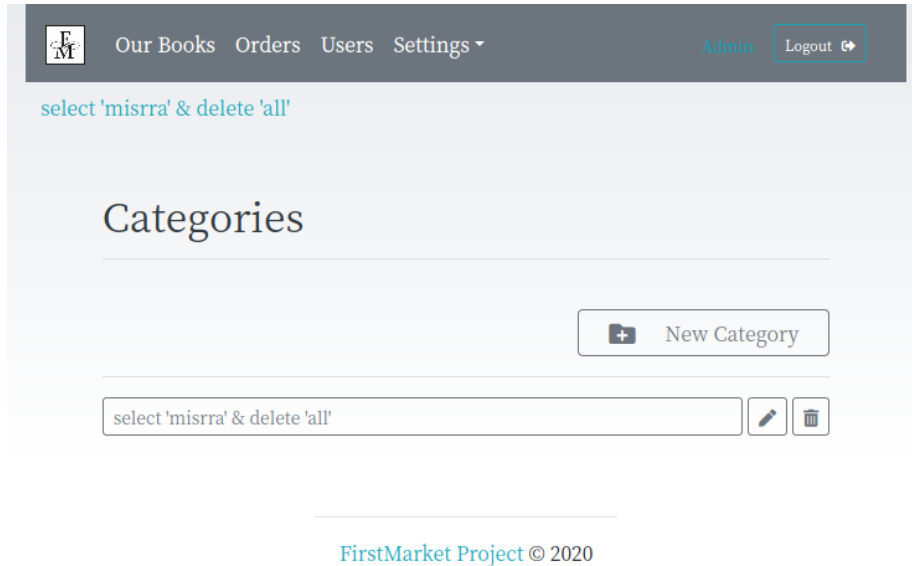 FM
Our Books Orders Users Settings Admin Logout
select 'misrra' & delete 'all'
Categories
New Category
select 'misrra' & delete 'all'
FirstMarket Project © 2020